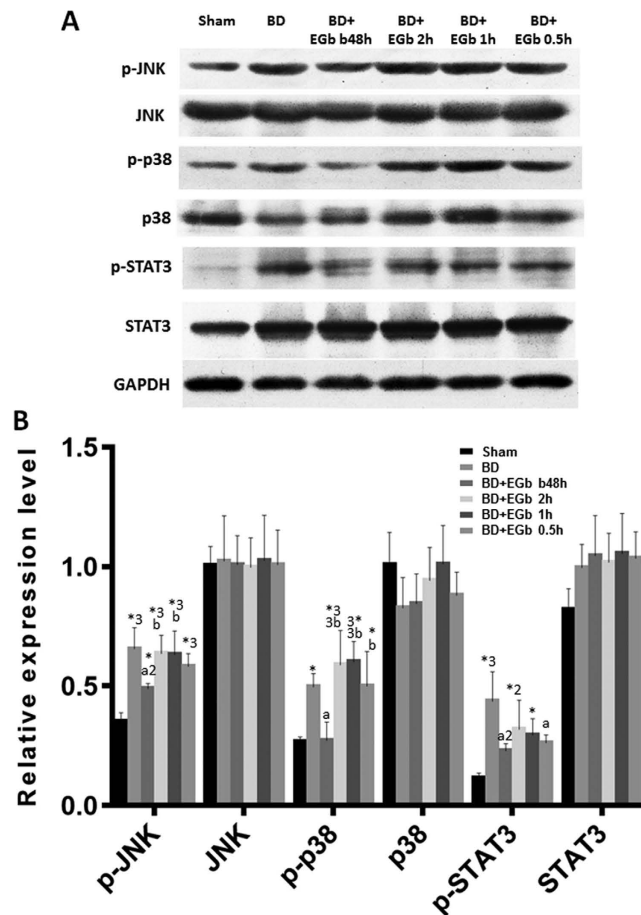 A
Sham BD BD+ BD+ BD+ BD+
EGb b48h EGb 2h EGb 1h EGb 0.5h
p-JNK
JNK
p-p38
p38
p-STAT3
STAT3
GAPDH
B
Relative expression level
1.5
1.0
0.5
0.0
Sham
BD
BD+EGb b48h
BD+EGb 2h
BD+EGb 1h
BD+EGb 0.5h
*3
*
a2
*3
b
*3
b
*3
*
a
*3
3b
3*
3b
*
b
*3
a2
*2
*
a
p-JNK JNK p-p38 p38 p-STAT3 STAT3